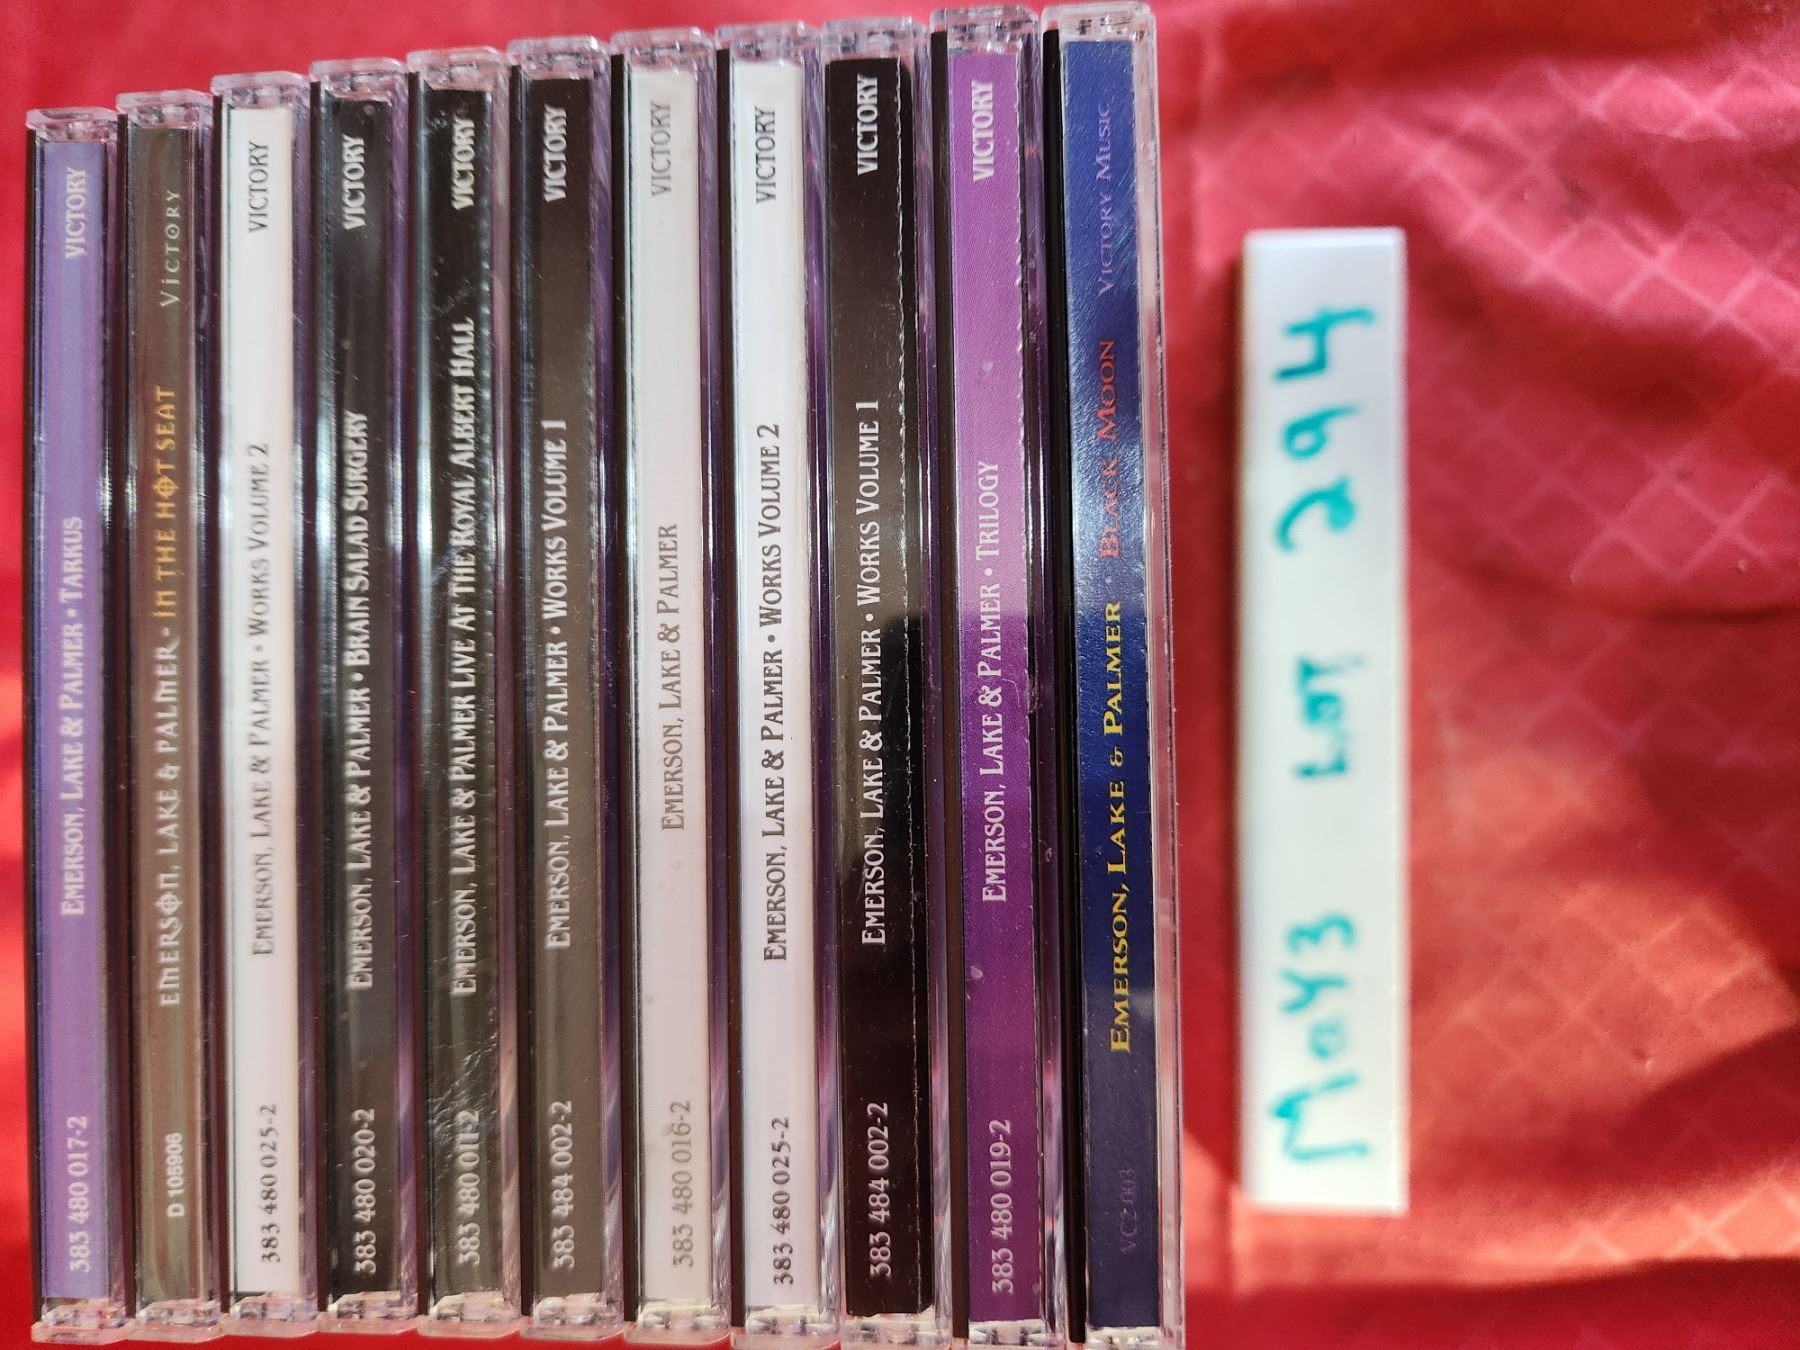 383 480 017-2 EMERSON, LAKE & PALMER • TARKUS VICTORY
D 105906 EMERSON, LAKE & PALMER • IN THE HOT SEAT VICTORY
383 480 025-2 EMERSON, LAKE & PALMER • WORKS VOLUME 2 VICTORY
383 480 020-2 EMERSON, LAKE & PALMER • BRAIN SALAD SURGERY VICTORY
383 480 011-2 EMERSON, LAKE & PALMER LIVE AT THE ROYAL ALBERT HALL VICTORY
383 484 002-2 EMERSON, LAKE & PALMER • WORKS VOLUME 1 VICTORY
383 480 016-2 EMERSON, LAKE & PALMER VICTORY
383 480 025-2 EMERSON, LAKE & PALMER • WORKS VOLUME 2 VICTORY
383 484 002-2 EMERSON, LAKE & PALMER • WORKS VOLUME 1 VICTORY
383 480 019-2 EMERSON, LAKE & PALMER • TRILOGY VICTORY
VC2 003 EMERSON, LAKE & PALMER • BLACK MOON VICTORY MUSIC
MaY3 LOT 294